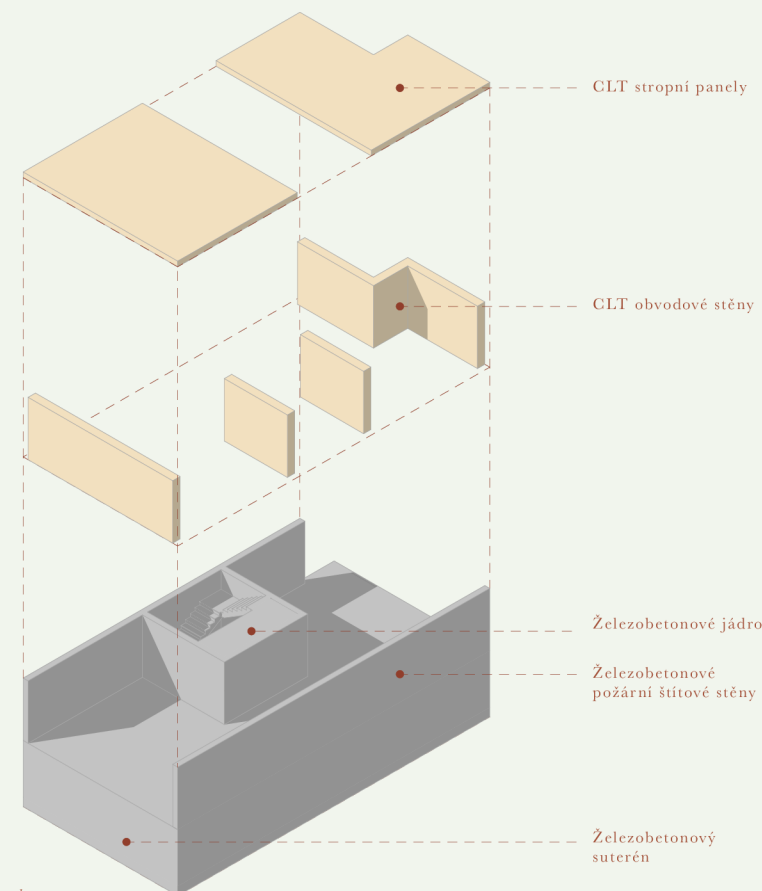 CLT stropní panely
CLT obvodové stěny
Železobetonové jádro
Železobetonové
požární štítové stěny
Železobetonový
suterén